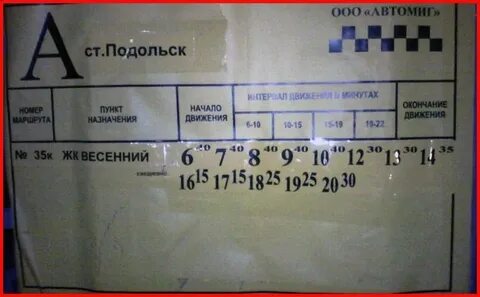 ООО «АВТОМИГ»
А
ст.Подольск
НОМЕР МАРШРУТА
ПУНКТ НАЗНАЧЕНИЯ
НАЧАЛО ДВИЖЕНИЯ
ИНТЕРВАЛ ДВИЖЕНИЯ В МИНУТАХ
6-10 10-15 15-19 19-22
ОКОНЧАНИЕ ДВИЖЕНИЯ
№ 35к ЖК ВЕСЕННИЙ 6 20 7 40 8 40 9 40 10 40 12 30 13 30 14 35
ежедневно 16 15 17 15 18 25 19 25 20 30